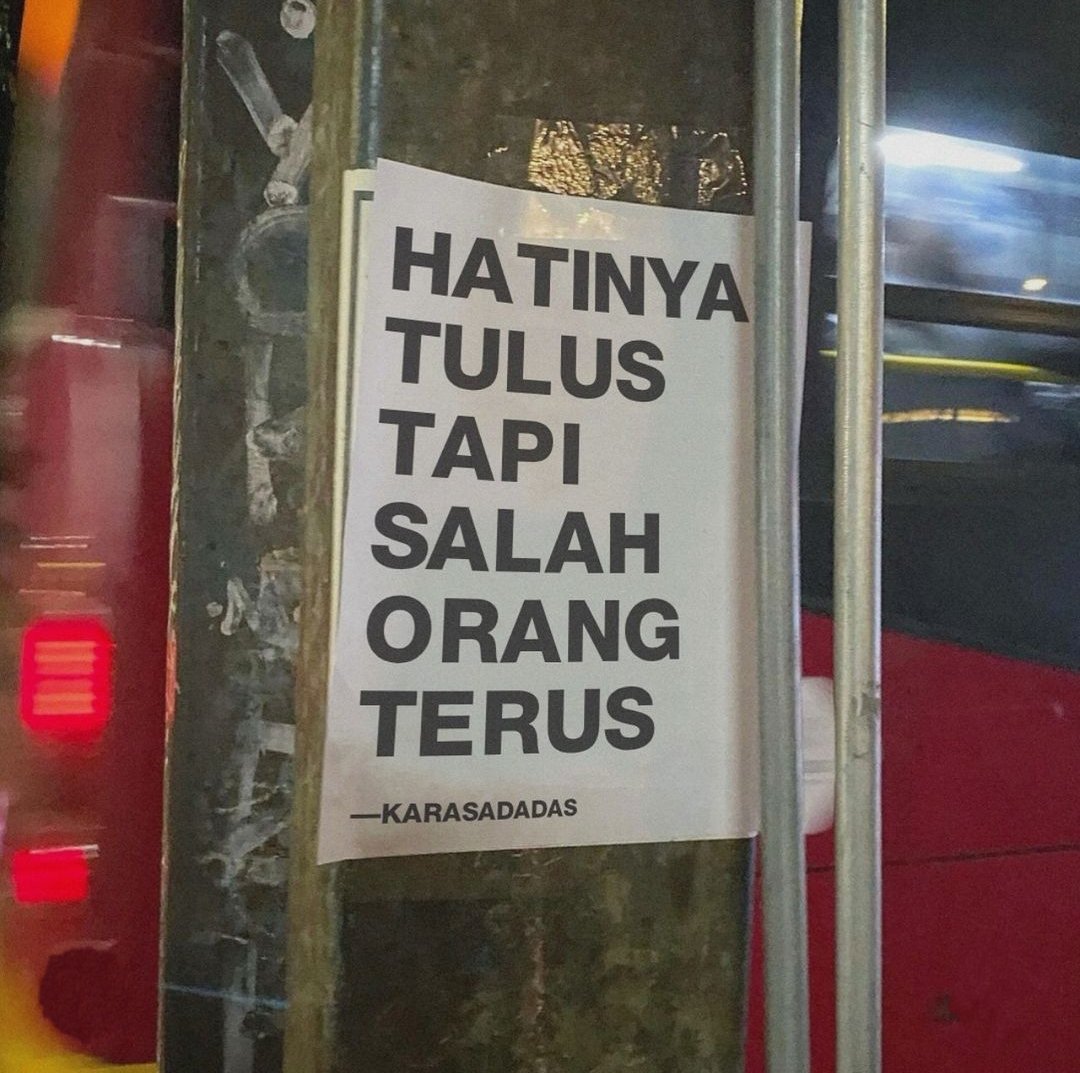 HATINYA
TULUS
TAPI
SALAH
ORANG
TERUS
—KARASADADAS